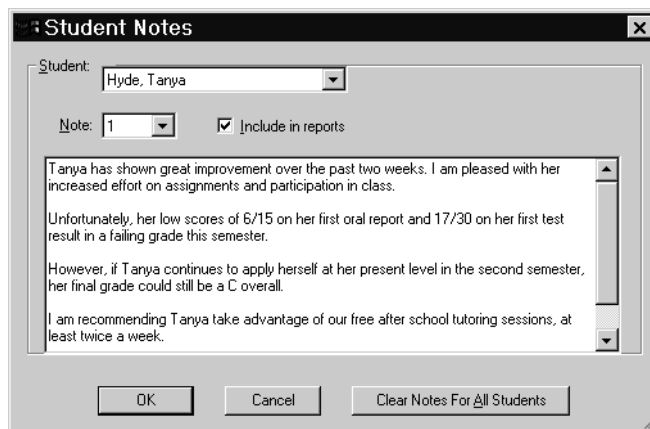 Student Notes
Student:
Hyde, Tanya
Note: 1 Include in reports
Tanya has shown great improvement over the past two weeks. I am pleased with her
increased effort on assignments and participation in class.
Unfortunately, her low scores of 6/15 on her first oral report and 17/30 on her first test
result in a failing grade this semester.
However, if Tanya continues to apply herself at her present level in the second semester,
her final grade could still be a C overall.
I am recommending Tanya take advantage of our free after school tutoring sessions, at
least twice a week.
OK Cancel Clear Notes For All Students